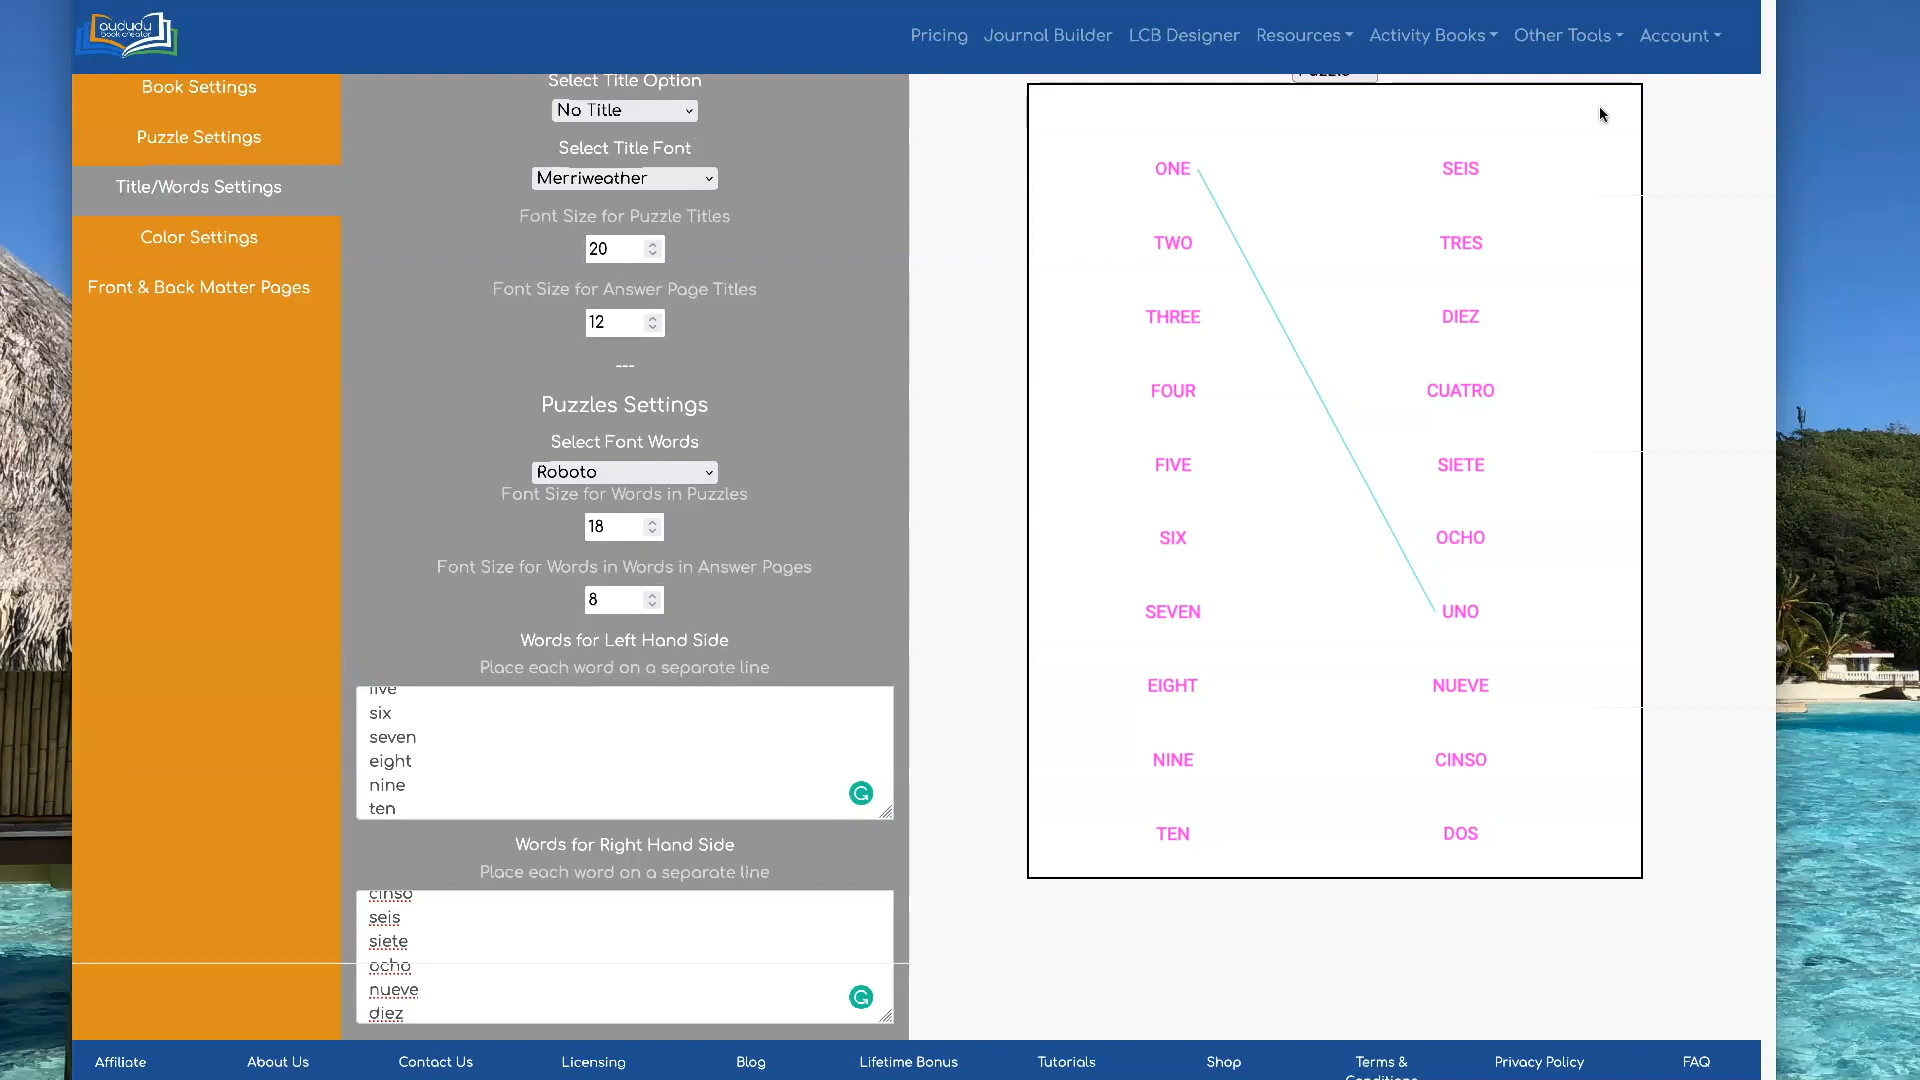 aududu
book creator
Pricing
Journal Builder
LCB Designer
Resources
Activity Books
Other Tools
Account
Book Settings
Puzzle Settings
Title/Words Settings
Color Settings
Front & Back Matter Pages
Select Title Option
No Title
Select Title Font
Merriweather
Font Size for Puzzle Titles
20
Font Size for Answer Page Titles
12
---
Puzzles Settings
Select Font Words
Roboto
Font Size for Words in Puzzles
18
Font Size for Words in Words in Answer Pages
8
Words for Left Hand Side
Place each word on a separate line
five
six
seven
eight
nine
ten
Words for Right Hand Side
Place each word on a separate line
cinso
seis
siete
ocho
nueve
diez
Puzzle
ONE SEIS
TWO TRES
THREE DIEZ
FOUR CUATRO
FIVE SIETE
SIX OCHO
SEVEN UNO
EIGHT NUEVE
NINE CINSO
TEN DOS
Affiliate
About Us
Contact Us
Licensing
Blog
Lifetime Bonus
Tutorials
Shop
Terms &
Conditions
Privacy Policy
FAQ